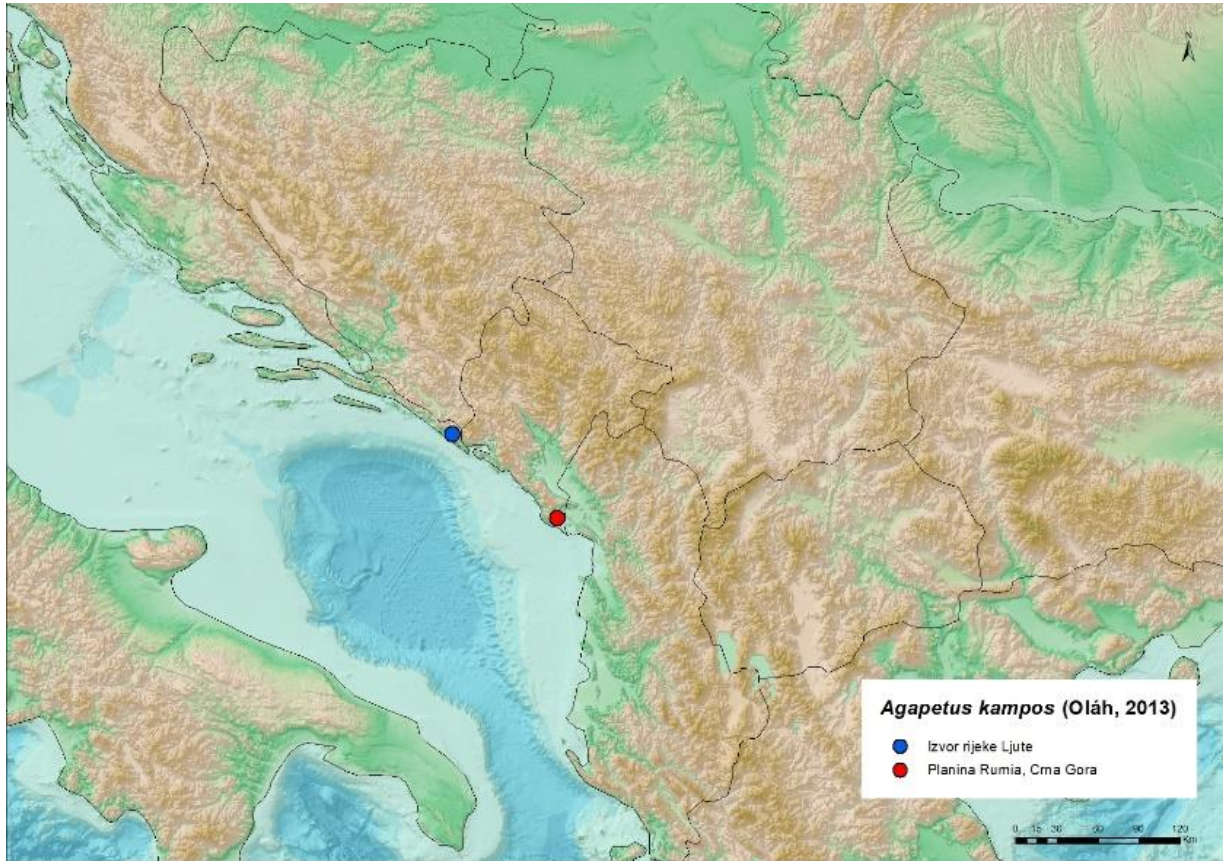 N
Agapetus kampos (Oláh, 2013)
Izvor rijeke Ljute
Planina Rumia, Crna Gora
0 15 30 60 90 120
Km